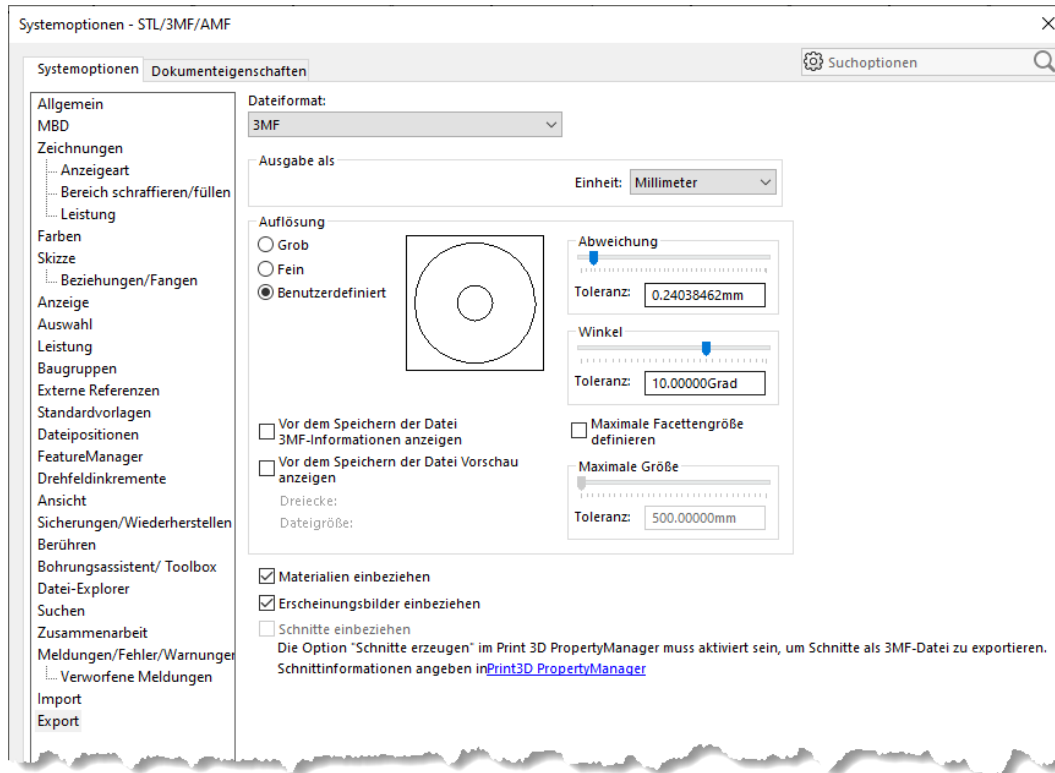 Systemoptionen - STL/3MF/AMF
Systemoptionen
Dokumenteigenschaften
Suchoptionen
Allgemein
MBD
Zeichnungen
Anzeigeart
Bereich schraffieren/füllen
Leistung
Farben
Skizze
Beziehungen/Fangen
Anzeige
Auswahl
Leistung
Baugruppen
Externe Referenzen
Standardvorlagen
Dateipositionen
FeatureManager
Drehfeldinkremente
Ansicht
Sicherungen/Wiederherstellen
Berühren
Bohrungsassistent/ Toolbox
Datei-Explorer
Suchen
Zusammenarbeit
Meldungen/Fehler/Warnunger
Verworfene Meldungen
Import
Export
Dateiformat:
3MF
Ausgabe als
Einheit: Millimeter
Auflösung
Grob
Fein
Benutzerdefiniert
Abweichung
Toleranz: 0.24038462mm
Winkel
Toleranz: 10.00000Grad
Vor dem Speichern der Datei
3MF-Informationen anzeigen
Vor dem Speichern der Datei Vorschau
anzeigen
Dreiecke:
Dateigröße:
Maximale Facettengröße
definieren
Maximale Größe
Toleranz: 500.00000mm
Materialien einbeziehen
Erscheinungsbilder einbeziehen
Schnitte einbeziehen
Die Option "Schnitte erzeugen" im Print 3D PropertyManager muss aktiviert sein, um Schnitte als 3MF-Datei zu exportieren.
Schnittinformationen angeben inPrint3D PropertyManager